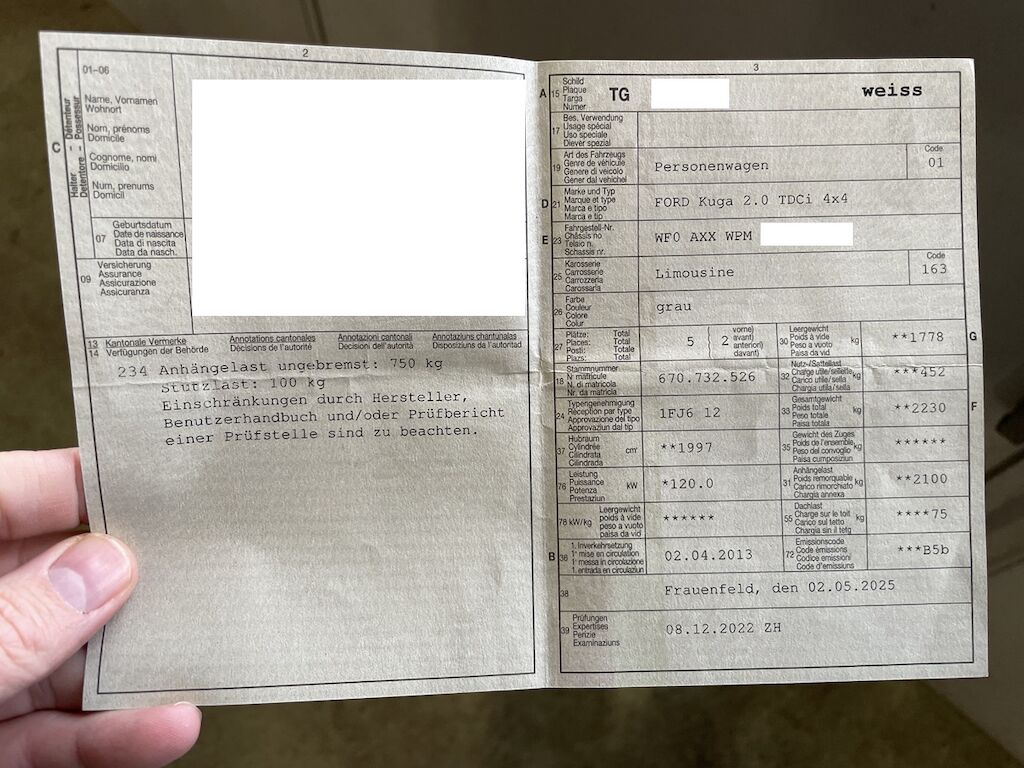 2
01–06
C
Halter – Détenteur
Detentore – Possessur
Name, Vornamen
Wohnort
Nom, prénoms
Domicile
Cognome, nomi
Domicilio
Num, prenums
Domicil
07
Geburtsdatum
Date de naissance
Data di nascita
Data da nasch.
09
Versicherung
Assurance
Assicurazione
Assicuranza
13 Kantonale Vermerke Annotations cantonales Annotazioni cantonali Annotaziuns chantunalas
14 Verfügungen der Behörde Décisions de l'autorité Decisioni dell'autorità Disposiziuns da l'autoritad
234 Anhängelast ungebremst: 750 kg
Stützlast: 100 kg
Einschränkungen durch Hersteller,
Benutzerhandbuch und/oder Prüfbericht
einer Prüfstelle sind zu beachten.
3
A 15
Schild
Plaque
Targa
Numer
TG weiss
17
Bes. Verwendung
Usage spécial
Uso speciale
Diever spezial
19
Art des Fahrzeugs
Genre de véhicule
Genere di veicolo
Gener dal vehichel
Personenwagen
Code
01
D 21
Marke und Typ
Marque et type
Marca e tipo
Marca e tip
FORD Kuga 2.0 TDCi 4x4
E 23
Fahrgestell-Nr.
Châssis no
Telaio n.
Schassis nr.
WF0 AXX WPM
25
Karosserie
Carrosserie
Carrozzeria
Carossaria
Limousine
Code
163
26
Farbe
Couleur
Colore
Colur
grau
27
Plätze: Total
Places: Total
Posti: Totale
Plazs: Total
5
2
vorne)
avant)
anteriori)
davant)
30
Leergewicht
Poids à vide
Peso a vuoto
Paisa da vid
kg
**1778
G
18
Stammnummer
N matricule
N. di matricola
Nr. da matricla
670.732.526
32
Nutz-/Sattellast
Charge utile/sellette
Carico utile/sella
Chargia utila/sella
kg
***452
24
Typengenehmigung
Réception par type
Approvazione del tipo
Approvaziun dal tip
1FJ6 12
33
Gesamtgewicht
Poids total
Peso totale
Paisa totala
kg
**2230
F
37
Hubraum
Cylindrée
Cilindrata
Cilindrada
cm³
**1997
35
Gewicht des Zuges
Poids de l'ensemble
Peso del convoglio
Paisa cumposiziun
kg
******
76
Leistung
Puissance
Potenza
Prestaziun
kW
*120.0
31
Anhängelast
Poids remorquable
Carico rimorchiato
Chargia annexa
kg
**2100
78 kW/kg
Leergewicht
poids à vide
peso a vuoto
paisa da vid
******
55
Dachlast
Charge sur le toit
Carico sul tetto
Chargia sin il tetg
kg
****75
B 36
1. Inverkehrsetzung
1ʳᵉ mise en circulation
1ª messa in circolazione
1. entrada en circulaziun
02.04.2013
72
Emissionscode
Code émissions
Codice emissioni
Code d'emissiuns
***B5b
38
Frauenfeld, den 02.05.2025
39
Prüfungen
Expertises
Perizie
Examinaziuns
08.12.2022 ZH